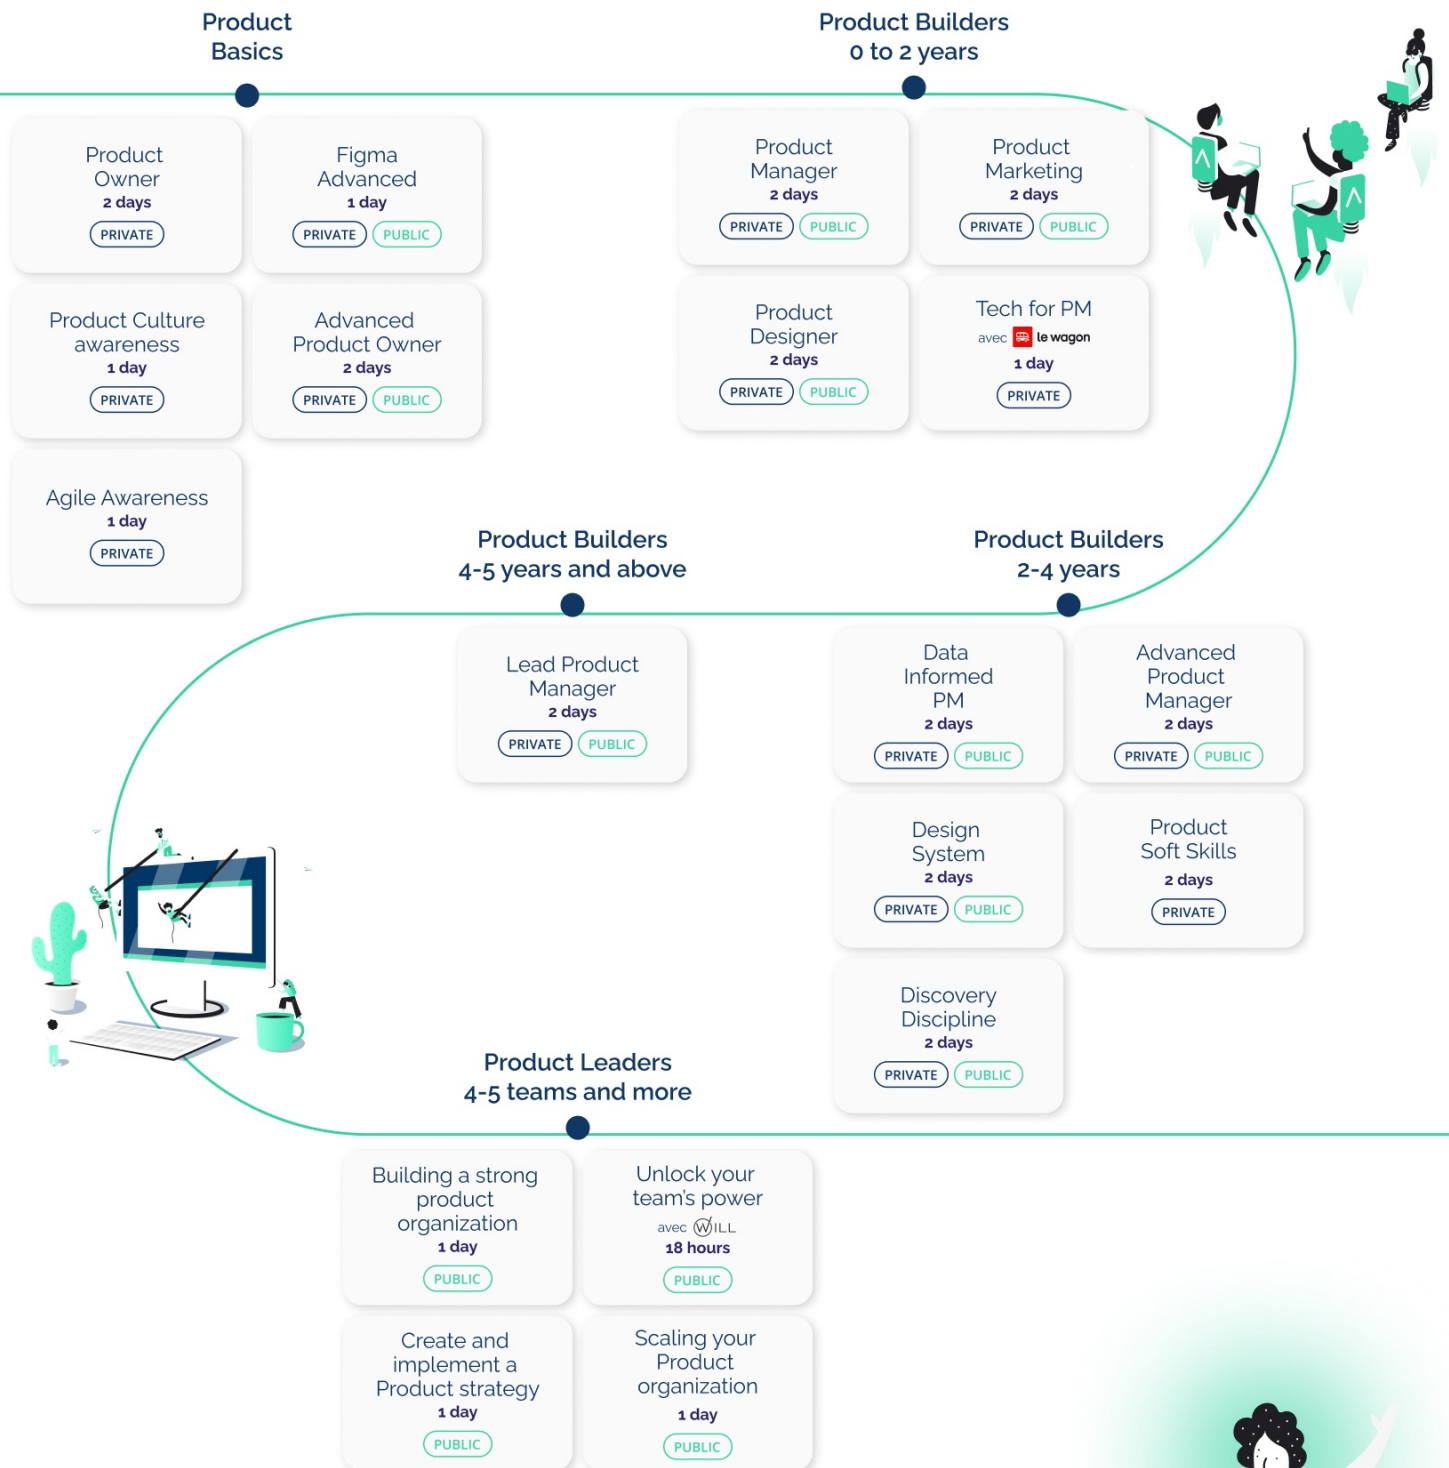 Product
Basics
Product Builders
0 to 2 years
Product
Owner
2 days
PRIVATE
Figma
Advanced
1 day
PRIVATE PUBLIC
Product Culture
awareness
1 day
PRIVATE
Advanced
Product Owner
2 days
PRIVATE PUBLIC
Agile Awareness
1 day
PRIVATE
Product
Manager
2 days
PRIVATE PUBLIC
Product
Marketing
2 days
PRIVATE PUBLIC
Product
Designer
2 days
PRIVATE PUBLIC
Tech for PM
avec le wagon
1 day
PRIVATE
Product Builders
4-5 years and above
Lead Product
Manager
2 days
PRIVATE PUBLIC
Product Builders
2-4 years
Data
Informed
PM
2 days
PRIVATE PUBLIC
Advanced
Product
Manager
2 days
PRIVATE PUBLIC
Design
System
2 days
PRIVATE PUBLIC
Product
Soft Skills
2 days
PRIVATE
Discovery
Discipline
2 days
PRIVATE PUBLIC
Product Leaders
4-5 teams and more
Building a strong
product
organization
1 day
PUBLIC
Unlock your
team's power
avec WILL
18 hours
PUBLIC
Create and
implement a
Product strategy
1 day
PUBLIC
Scaling your
Product
organization
1 day
PUBLIC